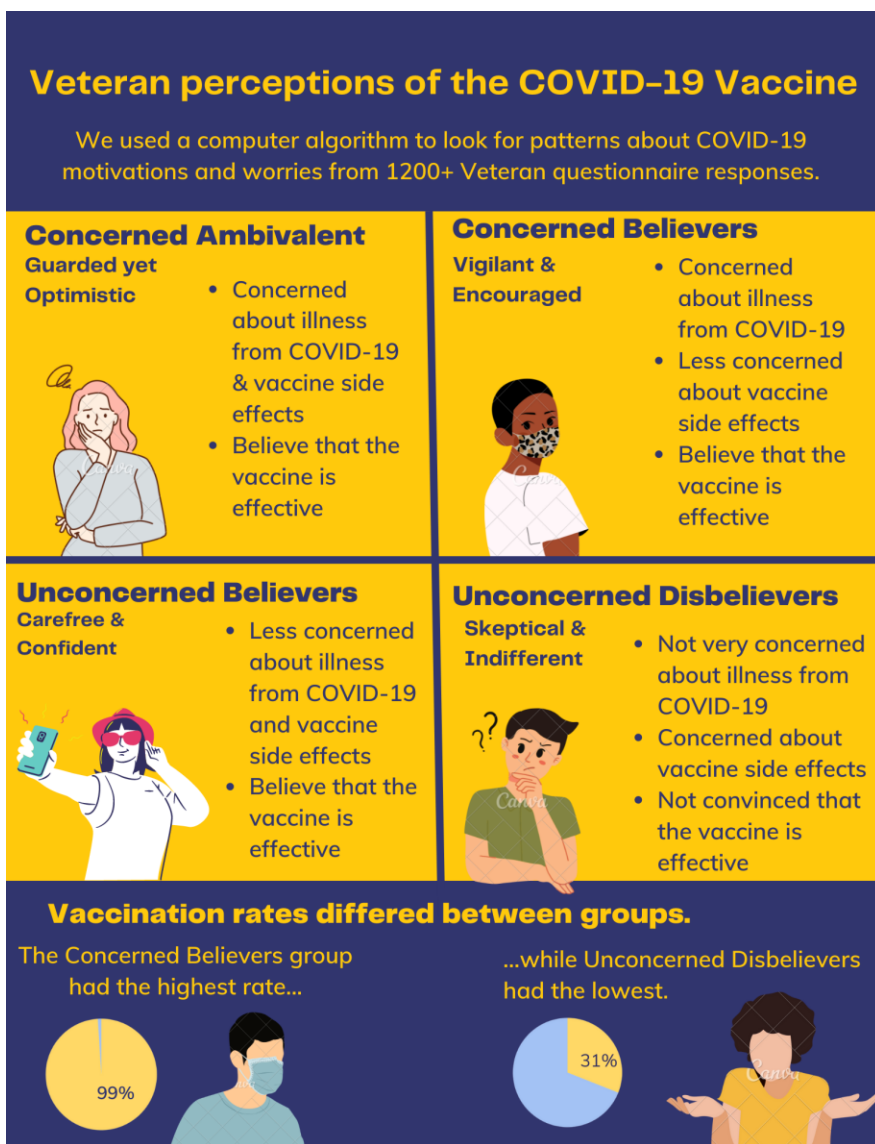 Veteran perceptions of the COVID-19 Vaccine
We used a computer algorithm to look for patterns about COVID-19
motivations and worries from 1200+ Veteran questionnaire responses.
Concerned Ambivalent
Guarded yet
Optimistic
• Concerned
about illness
from COVID-19
& vaccine side
effects
• Believe that the
vaccine is
effective
Canva
Concerned Believers
Vigilant &
Encouraged
• Concerned
about illness
from COVID-19
• Less concerned
about vaccine
side effects
• Believe that the
vaccine is
effective
Canva
Unconcerned Believers
Carefree &
Confident
• Less concerned
about illness
from COVID-19
and vaccine
side effects
• Believe that the
vaccine is
effective
Unconcerned Disbelievers
Skeptical &
Indifferent
• Not very concerned
about illness from
COVID-19
• Concerned about
vaccine side effects
• Not convinced that
the vaccine is
effective
??
Canva
Vaccination rates differed between groups.
The Concerned Believers group
had the highest rate...
99%
...while Unconcerned Disbelievers
had the lowest.
31%
Canva